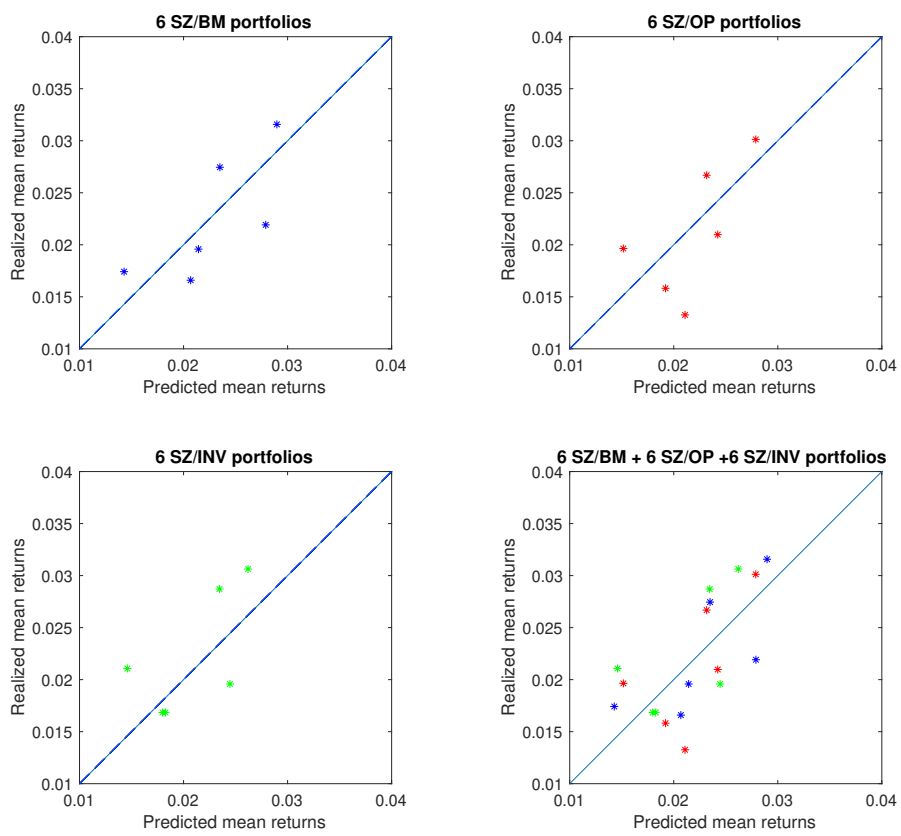 6 SZ/BM portfolios
0.04
0.035
0.03
0.025
0.02
0.015
0.01
Realized mean returns
0.01 0.02 0.03 0.04
Predicted mean returns
6 SZ/OP portfolios
0.04
0.035
0.03
0.025
0.02
0.015
0.01
Realized mean returns
0.01 0.02 0.03 0.04
Predicted mean returns
6 SZ/INV portfolios
0.04
0.035
0.03
0.025
0.02
0.015
0.01
Realized mean returns
0.01 0.02 0.03 0.04
Predicted mean returns
6 SZ/BM + 6 SZ/OP +6 SZ/INV portfolios
0.04
0.035
0.03
0.025
0.02
0.015
0.01
Realized mean returns
0.01 0.02 0.03 0.04
Predicted mean returns